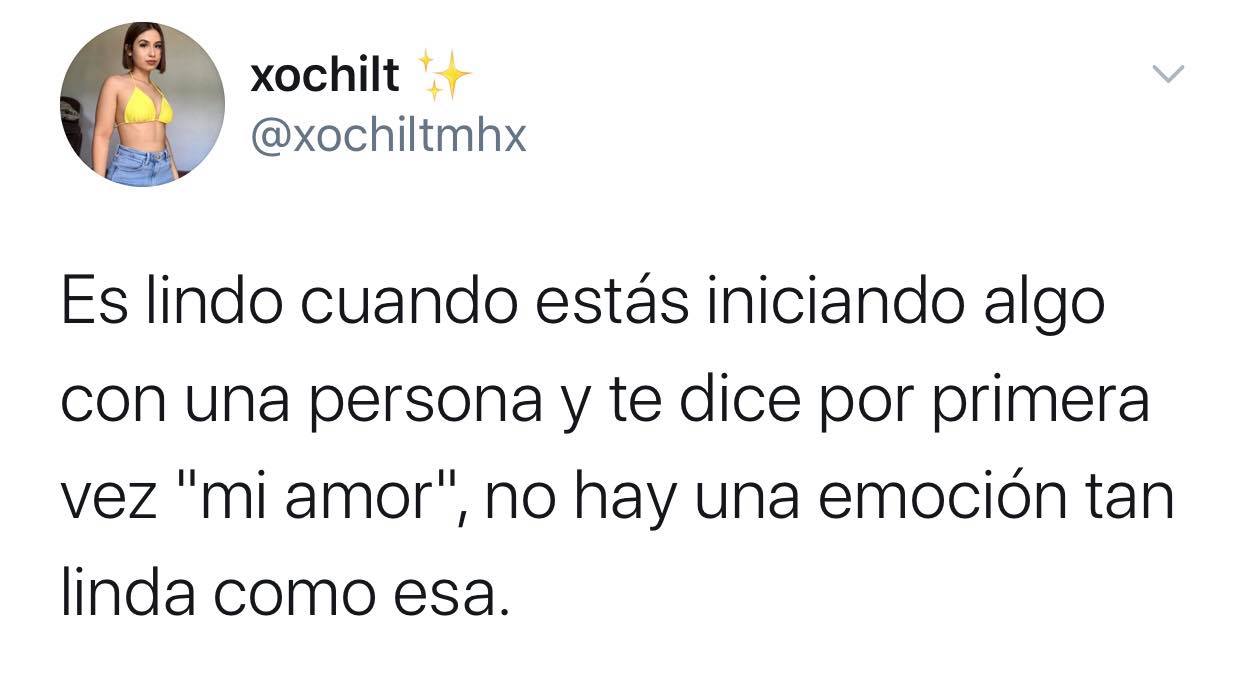 xochilt ✨
@xochiltmhx
Es lindo cuando estás iniciando algo
con una persona y te dice por primera
vez "mi amor", no hay una emoción tan
linda como esa.